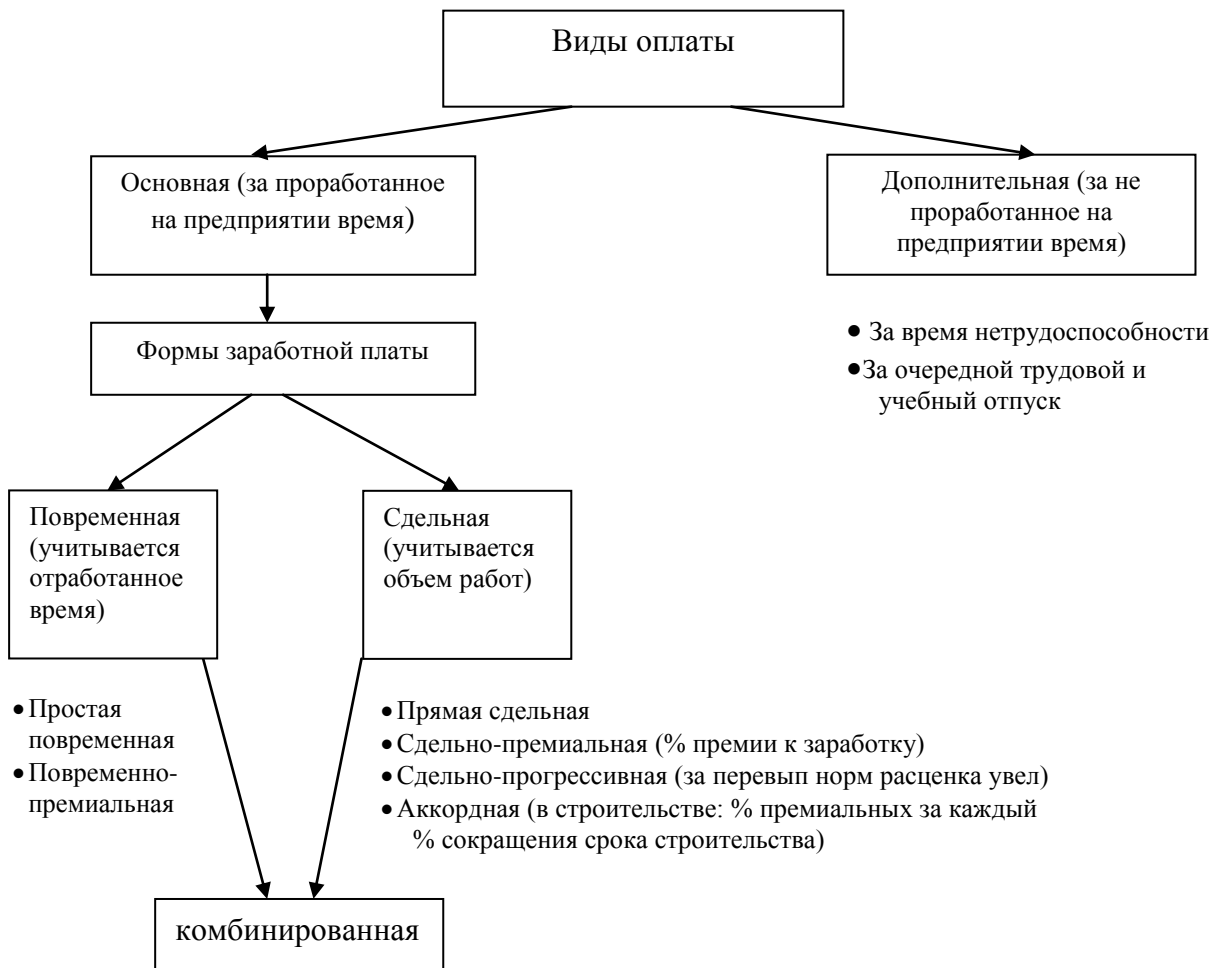 Виды оплаты
Основная (за проработанное
на предприятии время)
Дополнительная (за не
проработанное на
предприятии время)
Формы заработной платы
• За время нетрудоспособности
•За очередной трудовой и
учебный отпуск
Повременная
(учитывается
отработанное
время)
Сдельная
(учитывается
объем работ)
•Простая
повременная
•Повременно-
премиальная
•Прямая сдельная
•Сдельно-премиальная (% премии к заработку)
•Сдельно-прогрессивная (за перевып норм расценка увел)
•Аккордная (в строительстве: % премиальных за каждый
% сокращения срока строительства)
комбинированная